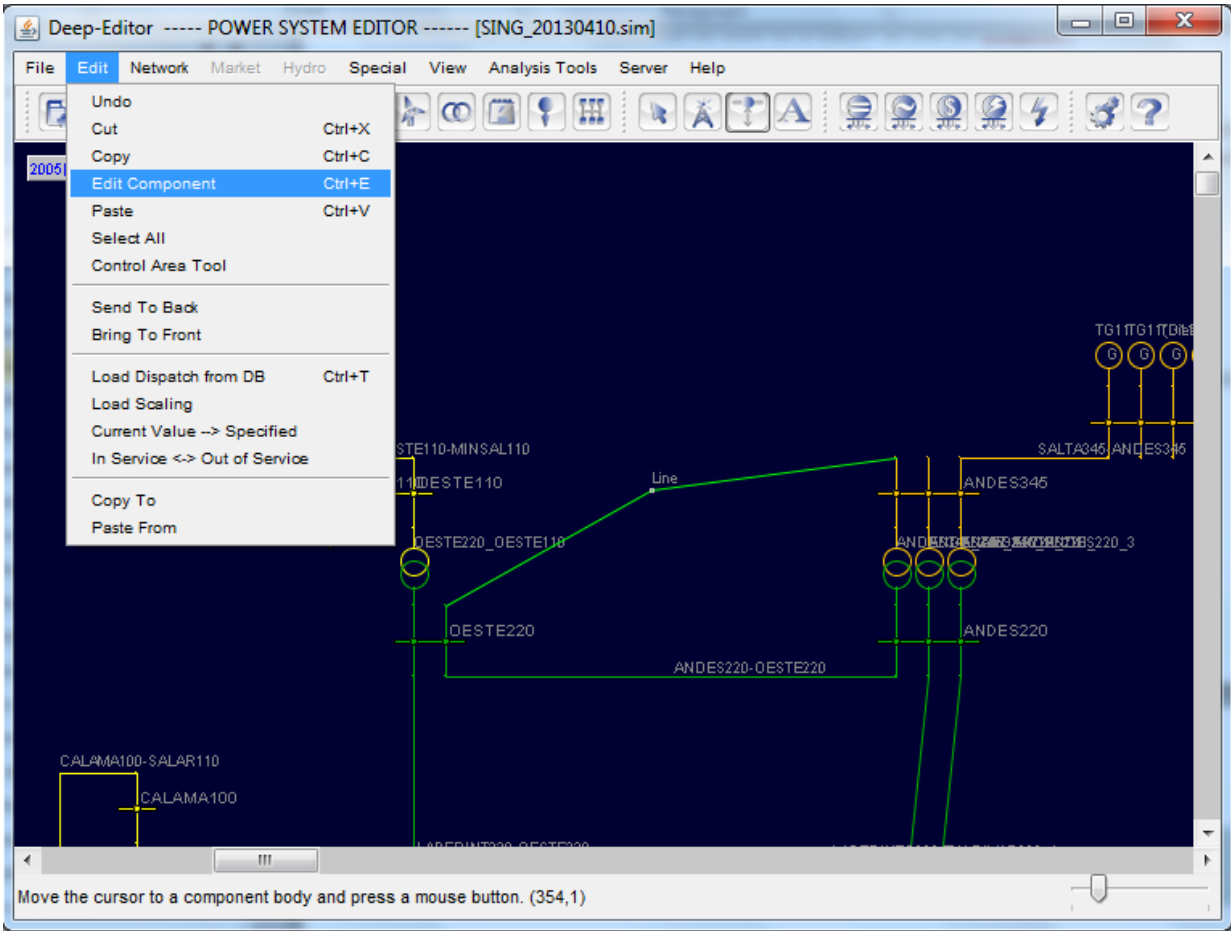 Deep-Editor ----- POWER SYSTEM EDITOR ------ [SING_20130410.sim]
File Edit Network Market Hydro Special View Analysis Tools Server Help
Undo
Cut Ctrl+X
Copy Ctrl+C
Edit Component Ctrl+E
Paste Ctrl+V
Select All
Control Area Tool
Send To Back
Bring To Front
Load Dispatch from DB Ctrl+T
Load Scaling
Current Value --> Specified
In Service <-> Out of Service
Copy To
Paste From
A
?
2005
G G G
STE110-MINSAL110
SALTA345-ANDES345
OESTE110
Line
ANDES345
OESTE220_OESTE110
OESTE220
ANDES220
ANDES220-OESTE220
CALAMA100-SALAR110
CALAMA100
Move the cursor to a component body and press a mouse button. (354,1)